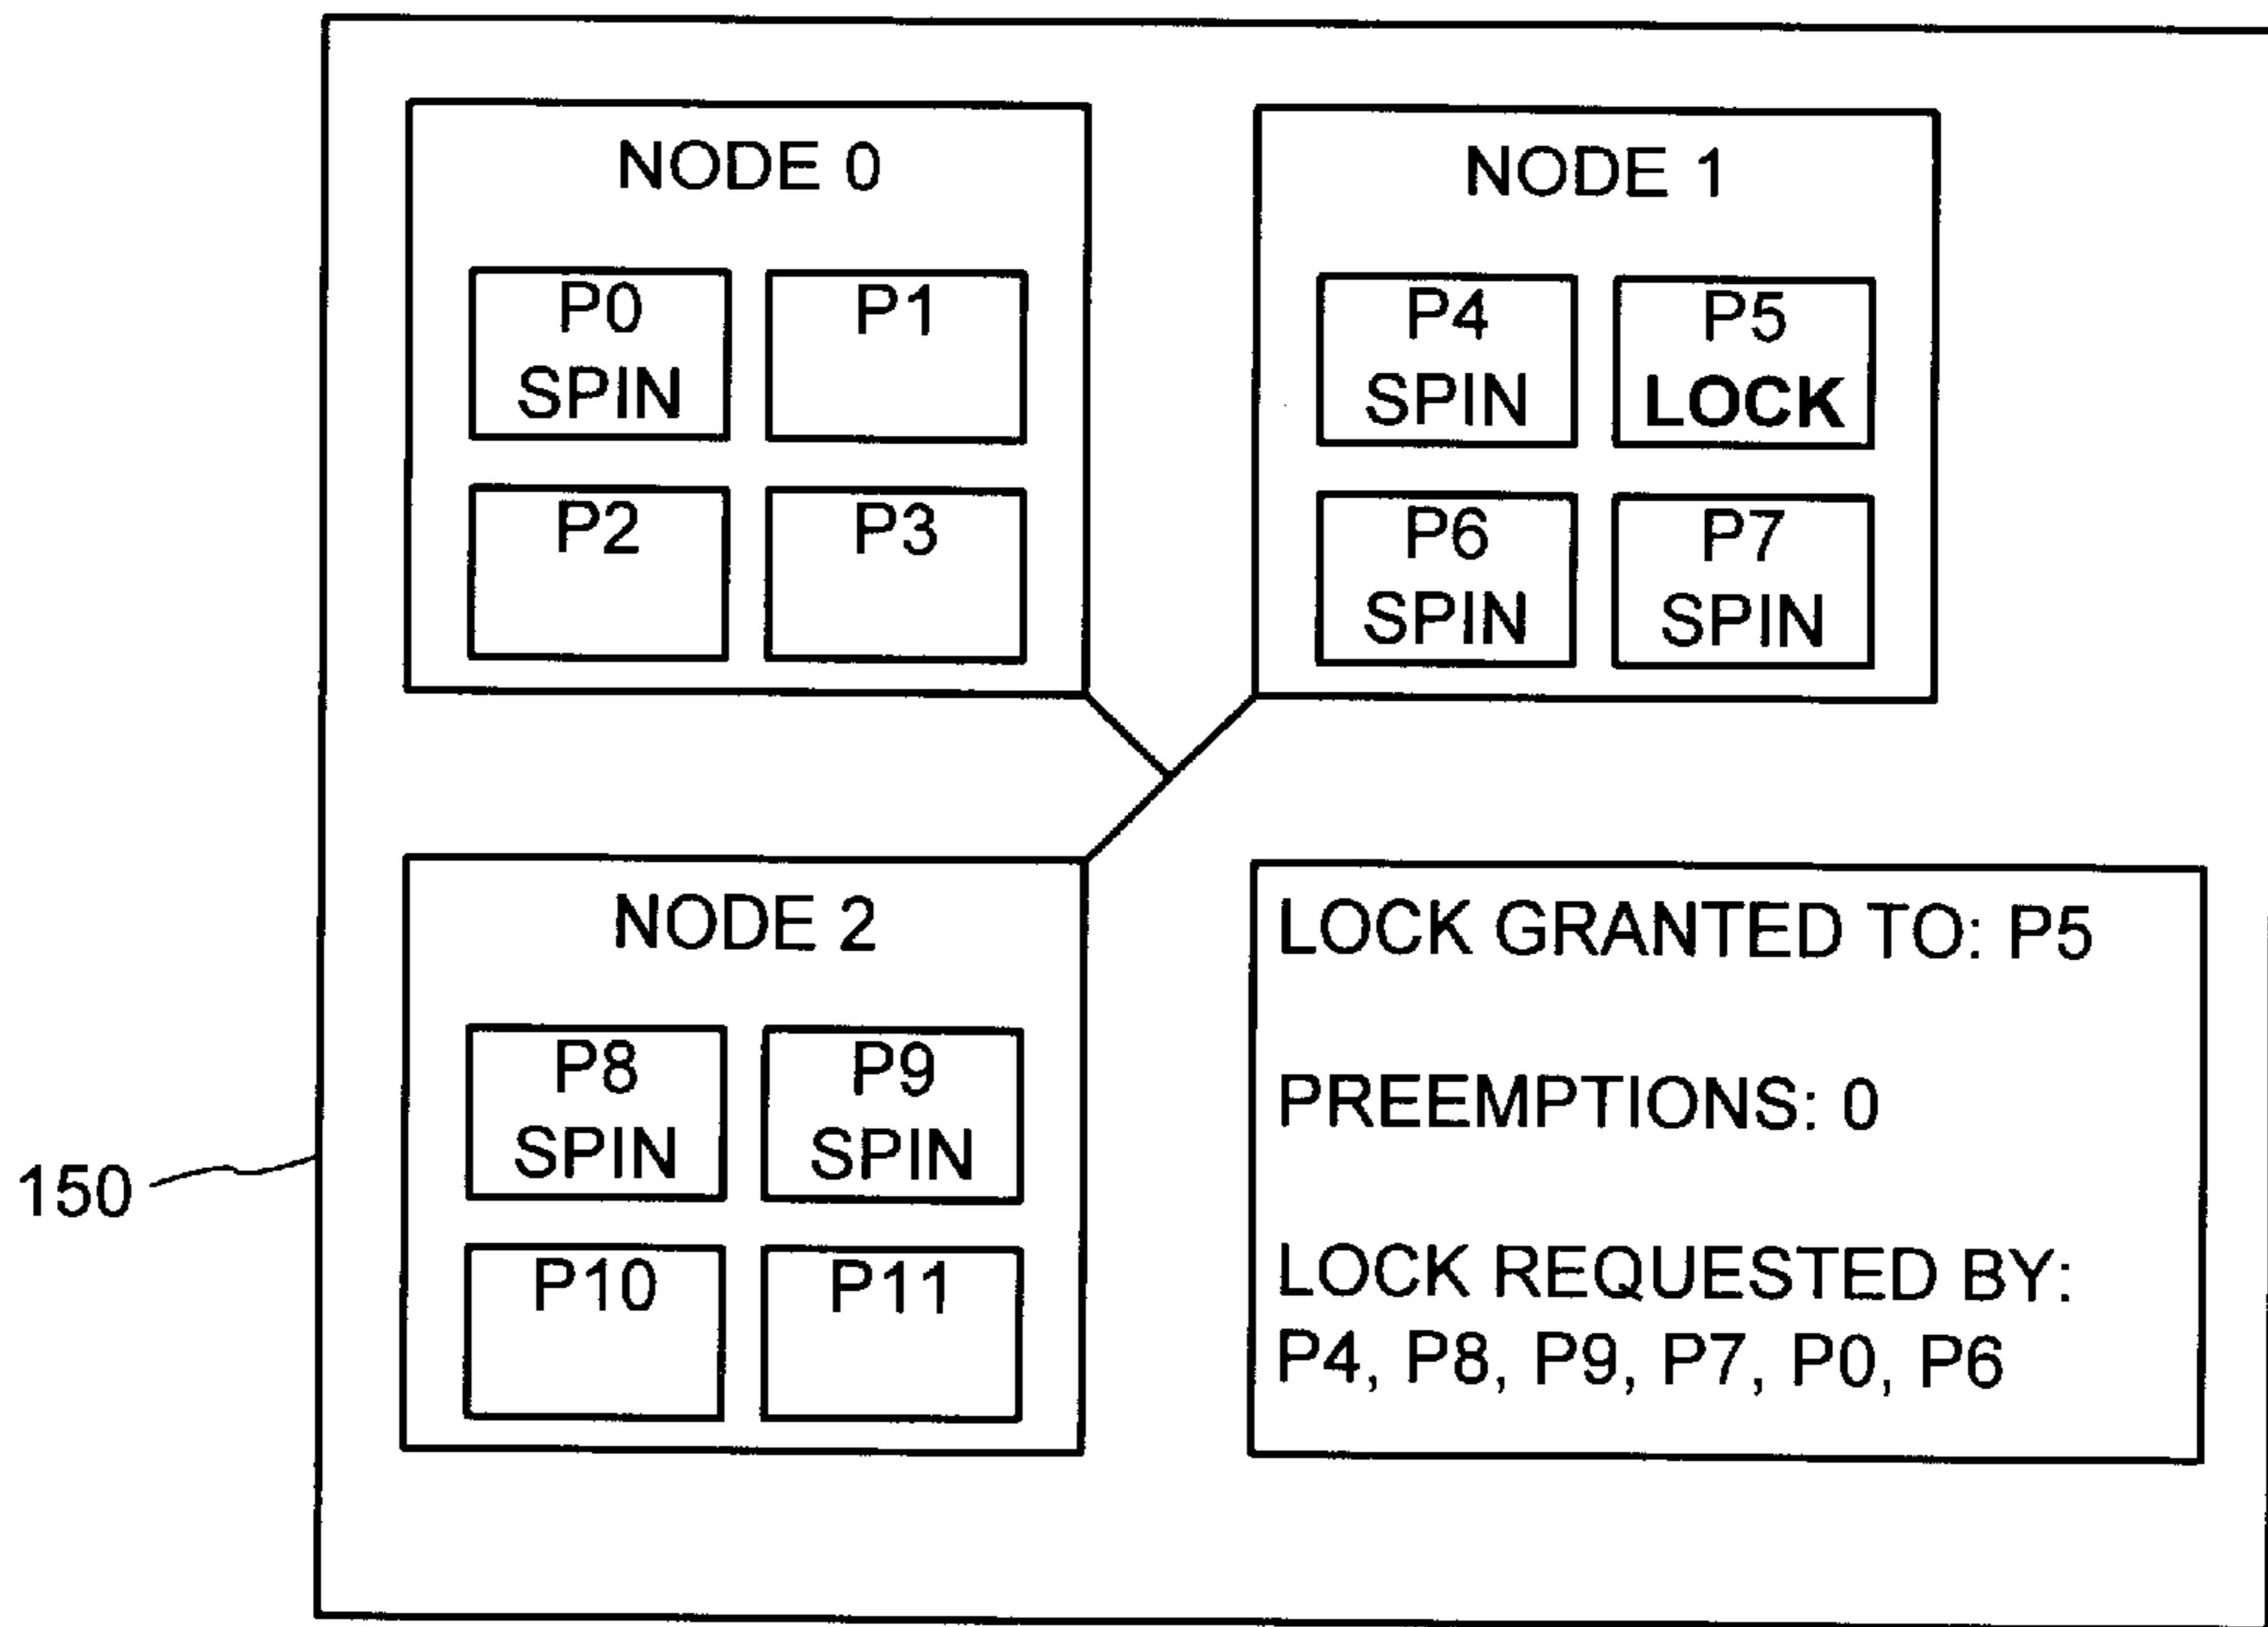 NODE 0
P0
SPIN
P1
P2
P3
NODE 1
P4
SPIN
P5
LOCK
P6
SPIN
P7
SPIN
NODE 2
P8
SPIN
P9
SPIN
P10
P11
LOCK GRANTED TO: P5
PREEMPTIONS: 0
LOCK REQUESTED BY:
P4, P8, P9, P7, P0, P6
150